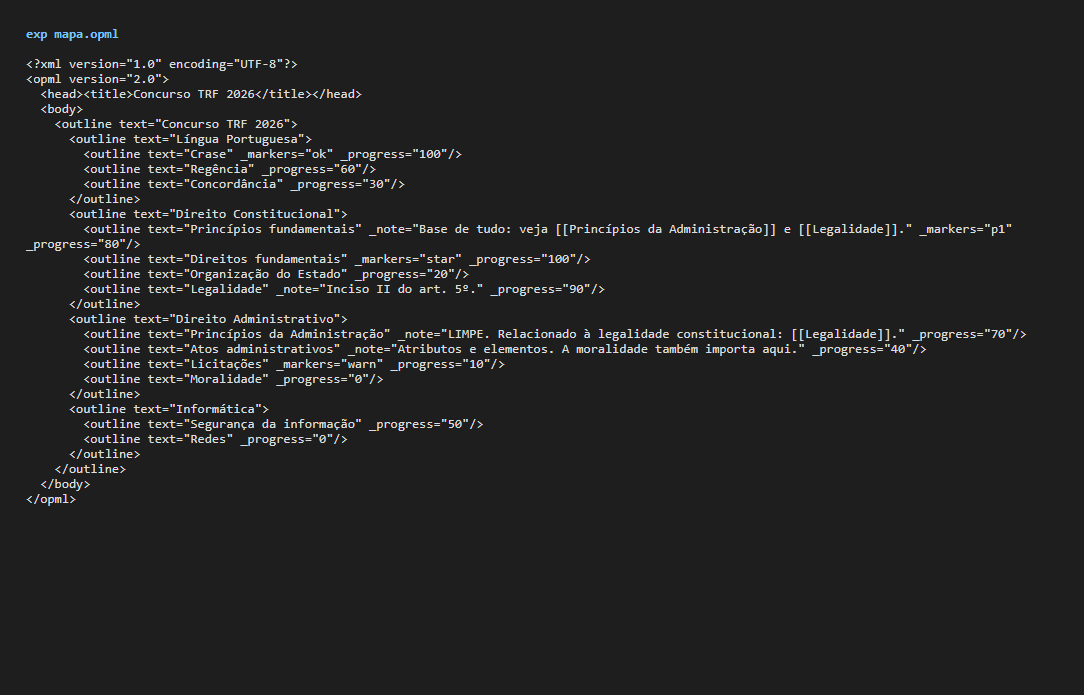 exp mapa.opml
<?xml version="1.0" encoding="UTF-8"?>
<opml version="2.0">
  <head><title>Concurso TRF 2026</title></head>
  <body>
    <outline text="Concurso TRF 2026">
      <outline text="Língua Portuguesa">
        <outline text="Crase" _markers="ok" _progress="100"/>
        <outline text="Regência" _progress="60"/>
        <outline text="Concordância" _progress="30"/>
      </outline>
      <outline text="Direito Constitucional">
        <outline text="Princípios fundamentais" _note="Base de tudo: veja [[Princípios da Administração]] e [[Legalidade]]." _markers="p1"
_progress="80"/>
        <outline text="Direitos fundamentais" _markers="star" _progress="100"/>
        <outline text="Organização do Estado" _progress="20"/>
        <outline text="Legalidade" _note="Inciso II do art. 5º." _progress="90"/>
      </outline>
      <outline text="Direito Administrativo">
        <outline text="Princípios da Administração" _note="LIMPE. Relacionado à legalidade constitucional: [[Legalidade]]." _progress="70"/>
        <outline text="Atos administrativos" _note="Atributos e elementos. A moralidade também importa aqui." _progress="40"/>
        <outline text="Licitações" _markers="warn" _progress="10"/>
        <outline text="Moralidade" _progress="0"/>
      </outline>
      <outline text="Informática">
        <outline text="Segurança da informação" _progress="50"/>
        <outline text="Redes" _progress="0"/>
      </outline>
    </outline>
  </body>
</opml>